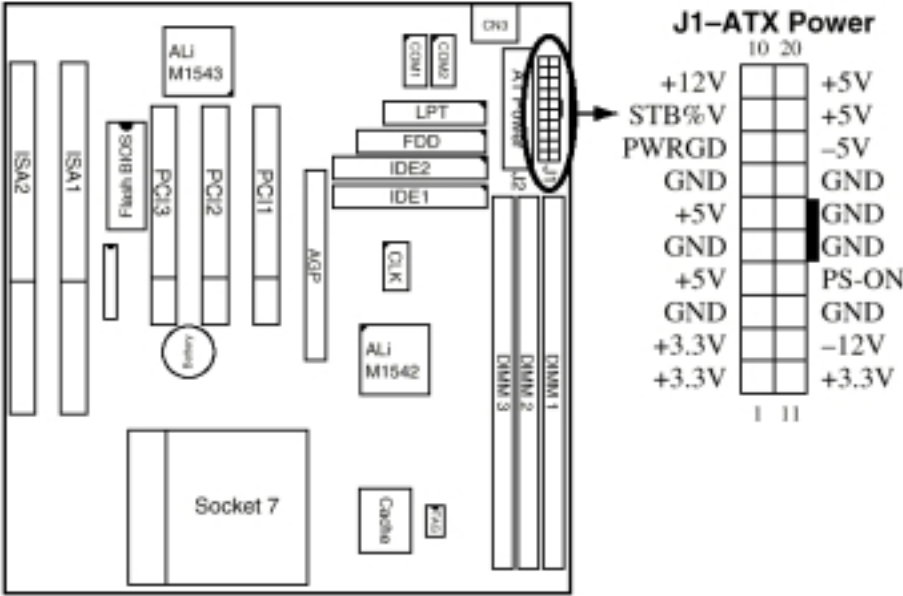 CN3
ALi
M1543
COM1
COM2
AT Power
J1
J2
LPT
FDD
IDE2
IDE1
ISA2
ISA1
Flash BIOS
PCI3
PCI2
PCI1
AGP
CLK
Battery
ALi
M1542
DIMM 3
DIMM 2
DIMM 1
Socket 7
Cache
TAG
J1–ATX Power
10 20
+12V +5V
STB%V +5V
PWRGD –5V
GND GND
+5V GND
GND GND
+5V PS-ON
GND GND
+3.3V –12V
+3.3V +3.3V
1 11